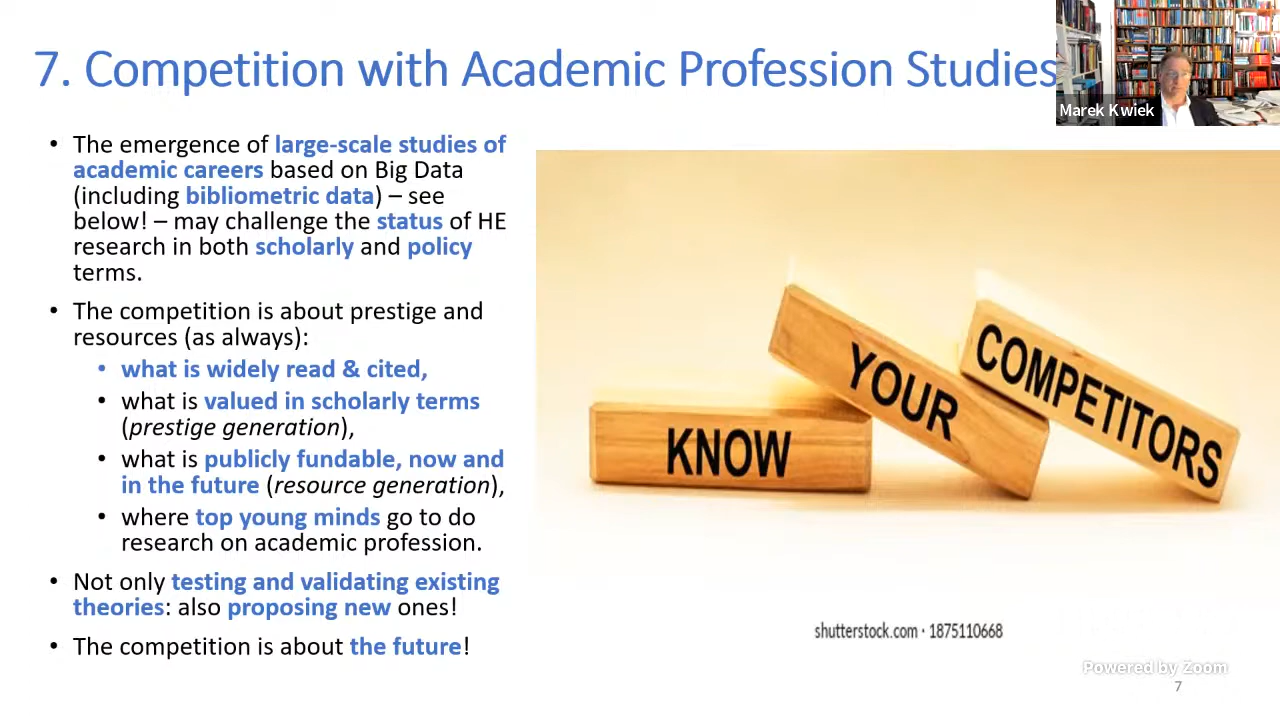 7. Competition with Academic Profession Studies
Marek Kwiek
• The emergence of large-scale studies of
academic careers based on Big Data
(including bibliometric data) – see
below! – may challenge the status of HE
research in both scholarly and policy
terms.
• The competition is about prestige and
resources (as always):
• what is widely read & cited,
• what is valued in scholarly terms
(prestige generation),
• what is publicly fundable, now and
in the future (resource generation),
• where top young minds go to do
research on academic profession.
• Not only testing and validating existing
theories: also proposing new ones!
• The competition is about the future!
KNOW
YOUR
COMPETITORS
shutterstock.com · 1875110668
Powered by Zoom
7